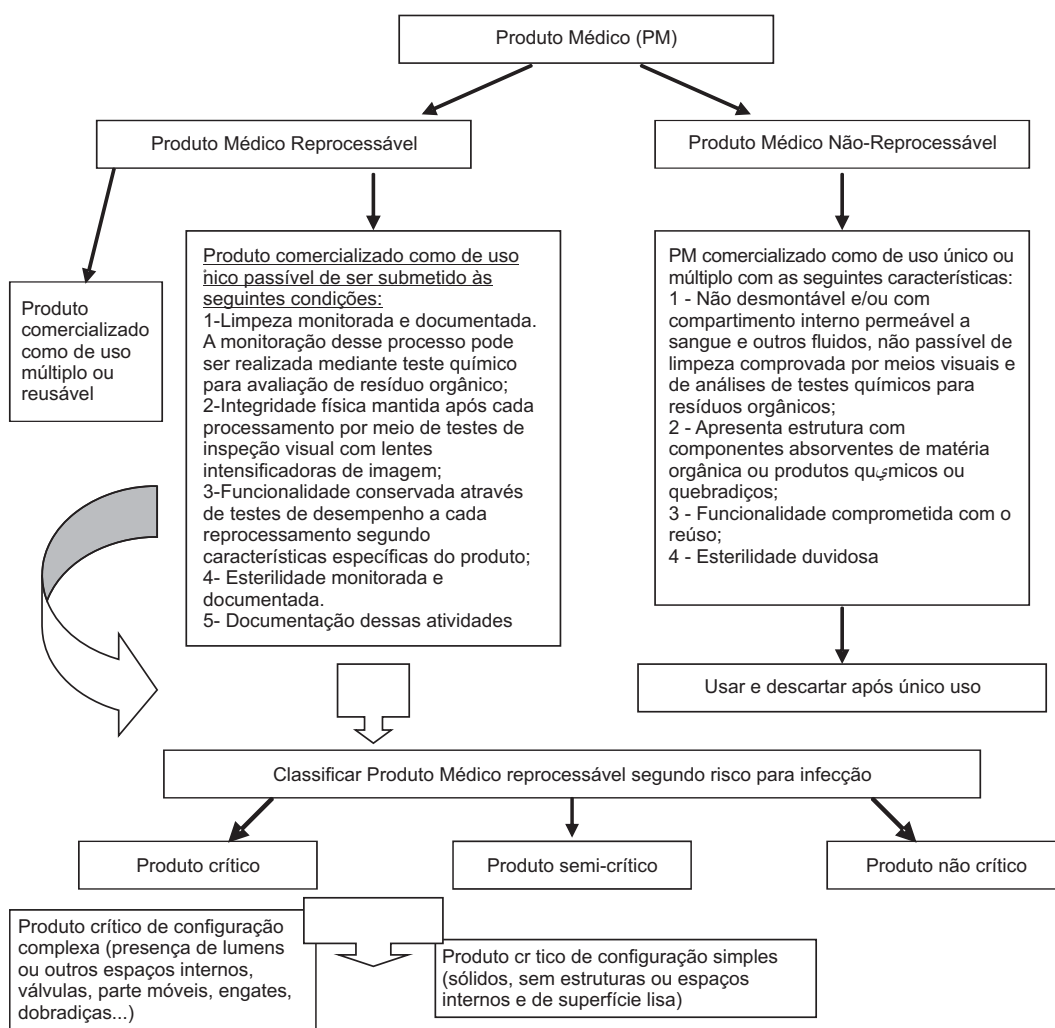 Produto Médico (PM)
Produto Médico Reprocessável
Produto Médico Não-Reprocessável
Produto
comercializado
como de uso
múltiplo ou
reusável
Produto comercializado como de uso
nico passível de ser submetido às
seguintes condições:
1-Limpeza monitorada e documentada.
A monitoração desse processo pode
ser realizada mediante teste químico
para avaliação de resíduo orgânico;
2-Integridade física mantida após cada
processamento por meio de testes de
inspeção visual com lentes
intensificadoras de imagem;
3-Funcionalidade conservada através
de testes de desempenho a cada
reprocessamento segundo
características específicas do produto;
4- Esterilidade monitorada e
documentada.
5- Documentação dessas atividades
PM comercializado como de uso único ou
múltiplo com as seguintes características:
1 - Não desmontável e/ou com
compartimento interno permeável a
sangue e outros fluidos, não passível de
limpeza comprovada por meios visuais e
de análises de testes químicos para
resíduos orgânicos;
2 - Apresenta estrutura com
componentes absorventes de matéria
orgânica ou produtos ou
quebradiços;
3 - Funcionalidade comprometida com o
reúso;
4 - Esterilidade duvidosa
Usar e descartar após único uso
Classificar Produto Médico reprocessável segundo risco para infecção
Produto crítico
Produto semi-crítico
Produto não crítico
Produto crítico de configuração
complexa (presença de lumens
ou outros espaços internos,
válvulas, parte móveis, engates,
dobradiças...)
Produto cr tico de configuração simples
(sólidos, sem estruturas ou espaços
internos e de superfície lisa)